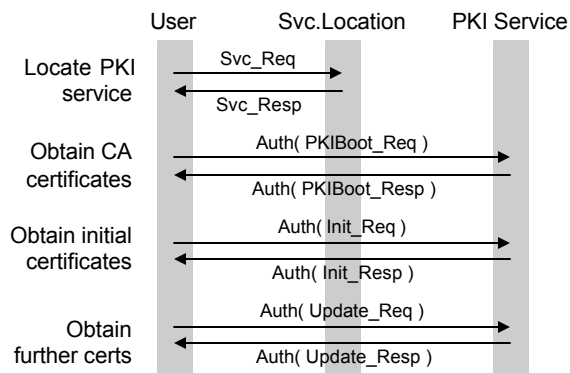 User Svc.Location PKI Service
Locate PKI
service
Svc_Req
Svc_Resp
Obtain CA
certificates
Auth( PKIBoot_Req )
Auth( PKIBoot_Resp )
Obtain initial
certificates
Auth( Init_Req )
Auth( Init_Resp )
Obtain
further certs
Auth( Update_Req )
Auth( Update_Resp )